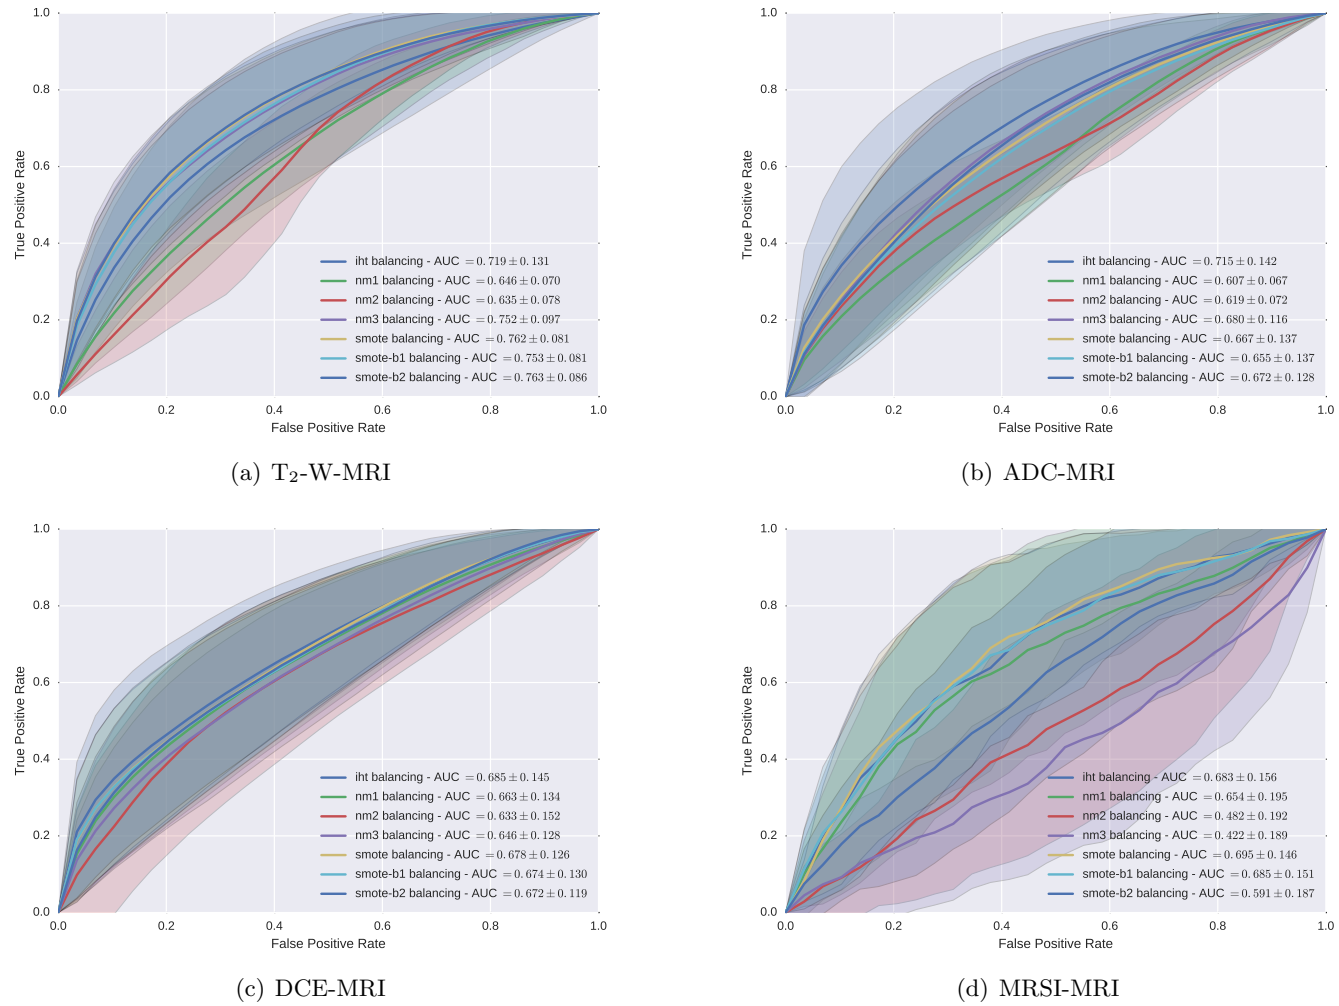 1.0
0.8
0.6
0.4
0.2
0.0
True Positive Rate
iht balancing - AUC = 0.719 ± 0.131
nm1 balancing - AUC = 0.646 ± 0.070
nm2 balancing - AUC = 0.635 ± 0.078
nm3 balancing - AUC = 0.752 ± 0.097
smote balancing - AUC = 0.762 ± 0.081
smote-b1 balancing - AUC = 0.753 ± 0.081
smote-b2 balancing - AUC = 0.763 ± 0.086
0.0 0.2 0.4 0.6 0.8 1.0
False Positive Rate
(a) T₂-W-MRI
1.0
0.8
0.6
0.4
0.2
0.0
True Positive Rate
iht balancing - AUC = 0.715 ± 0.142
nm1 balancing - AUC = 0.607 ± 0.067
nm2 balancing - AUC = 0.619 ± 0.072
nm3 balancing - AUC = 0.680 ± 0.116
smote balancing - AUC = 0.667 ± 0.137
smote-b1 balancing - AUC = 0.655 ± 0.137
smote-b2 balancing - AUC = 0.672 ± 0.128
0.0 0.2 0.4 0.6 0.8 1.0
False Positive Rate
(b) ADC-MRI
1.0
0.8
0.6
0.4
0.2
0.0
True Positive Rate
iht balancing - AUC = 0.685 ± 0.145
nm1 balancing - AUC = 0.663 ± 0.134
nm2 balancing - AUC = 0.633 ± 0.152
nm3 balancing - AUC = 0.646 ± 0.128
smote balancing - AUC = 0.678 ± 0.126
smote-b1 balancing - AUC = 0.674 ± 0.130
smote-b2 balancing - AUC = 0.672 ± 0.119
0.0 0.2 0.4 0.6 0.8 1.0
False Positive Rate
(c) DCE-MRI
1.0
0.8
0.6
0.4
0.2
0.0
True Positive Rate
iht balancing - AUC = 0.683 ± 0.156
nm1 balancing - AUC = 0.654 ± 0.195
nm2 balancing - AUC = 0.482 ± 0.192
nm3 balancing - AUC = 0.422 ± 0.189
smote balancing - AUC = 0.695 ± 0.146
smote-b1 balancing - AUC = 0.685 ± 0.151
smote-b2 balancing - AUC = 0.591 ± 0.187
0.0 0.2 0.4 0.6 0.8 1.0
False Positive Rate
(d) MRSI-MRI